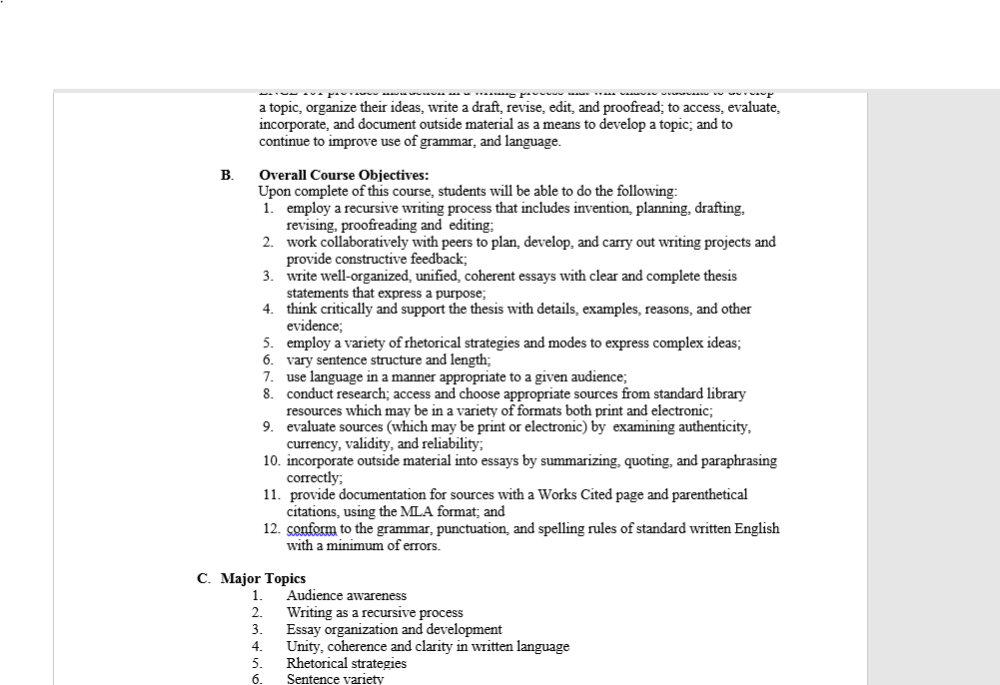 a topic, organize their ideas, write a draft, revise, edit, and proofread; to access, evaluate,
incorporate, and document outside material as a means to develop a topic; and to
continue to improve use of grammar, and language.
B. Overall Course Objectives:
Upon complete of this course, students will be able to do the following:
1. employ a recursive writing process that includes invention, planning, drafting,
revising, proofreading and editing;
2. work collaboratively with peers to plan, develop, and carry out writing projects and
provide constructive feedback;
3. write well-organized, unified, coherent essays with clear and complete thesis
statements that express a purpose;
4. think critically and support the thesis with details, examples, reasons, and other
evidence;
5. employ a variety of rhetorical strategies and modes to express complex ideas;
6. vary sentence structure and length;
7. use language in a manner appropriate to a given audience;
8. conduct research; access and choose appropriate sources from standard library
resources which may be in a variety of formats both print and electronic;
9. evaluate sources (which may be print or electronic) by examining authenticity,
currency, validity, and reliability;
10. incorporate outside material into essays by summarizing, quoting, and paraphrasing
correctly;
11. provide documentation for sources with a Works Cited page and parenthetical
citations, using the MLA format; and
12. conform to the grammar, punctuation, and spelling rules of standard written English
with a minimum of errors.
C. Major Topics
1. Audience awareness
2. Writing as a recursive process
3. Essay organization and development
4. Unity, coherence and clarity in written language
5. Rhetorical strategies
6. Sentence variety